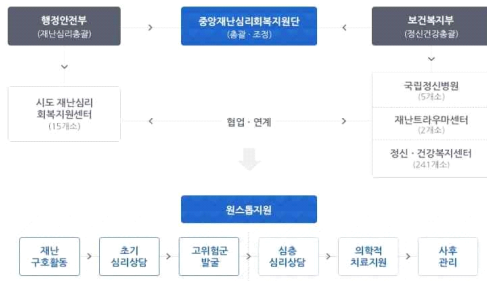 행정안전부
(재난심리총괄)
중앙재난심리회복지원단
(총괄 · 조정)
보건복지부
(정신건강총괄)
시도 재난심리
회복지원센터
(15개소)
협업 · 연계
국립정신병원
(5개소)
재난트라우마센터
(2개소)
정신 · 건강복지센터
(241개소)
원스톱지원
재난
구호활동
초기
심리상담
고위험군
발굴
심층
심리상담
의학적
치료지원
사후
관리